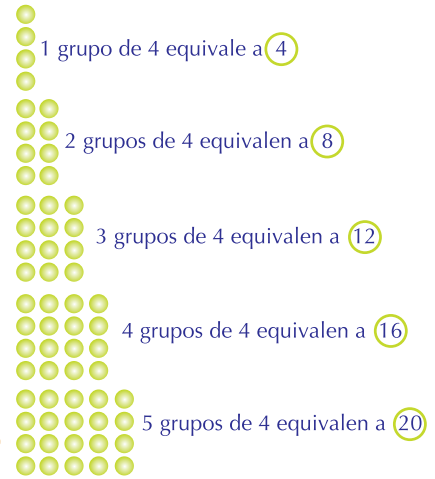 1 grupo de 4 equivale a 4
2 grupos de 4 equivalen a 8
3 grupos de 4 equivalen a 12
4 grupos de 4 equivalen a 16
5 grupos de 4 equivalen a 20